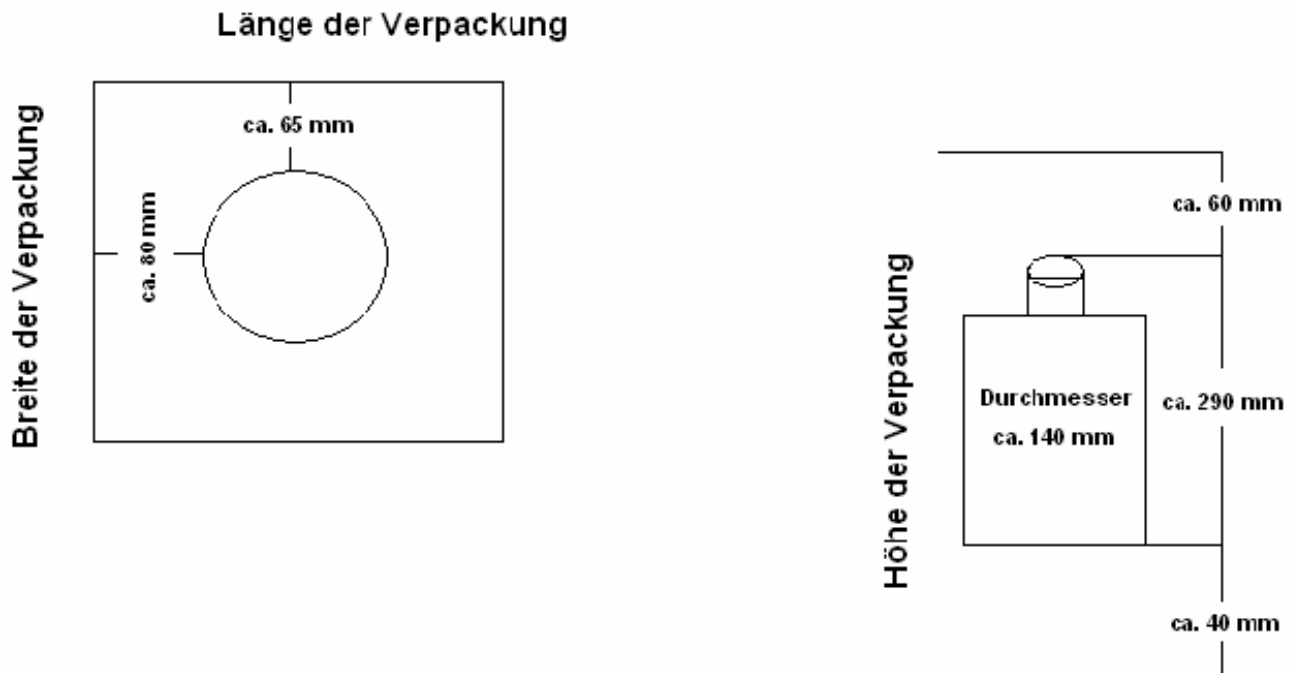 Länge der Verpackung
Breite der Verpackung
ca. 65 mm
ca. 80 mm
Höhe der Verpackung
ca. 60 mm
Durchmesser
ca. 140 mm
ca. 290 mm
ca. 40 mm